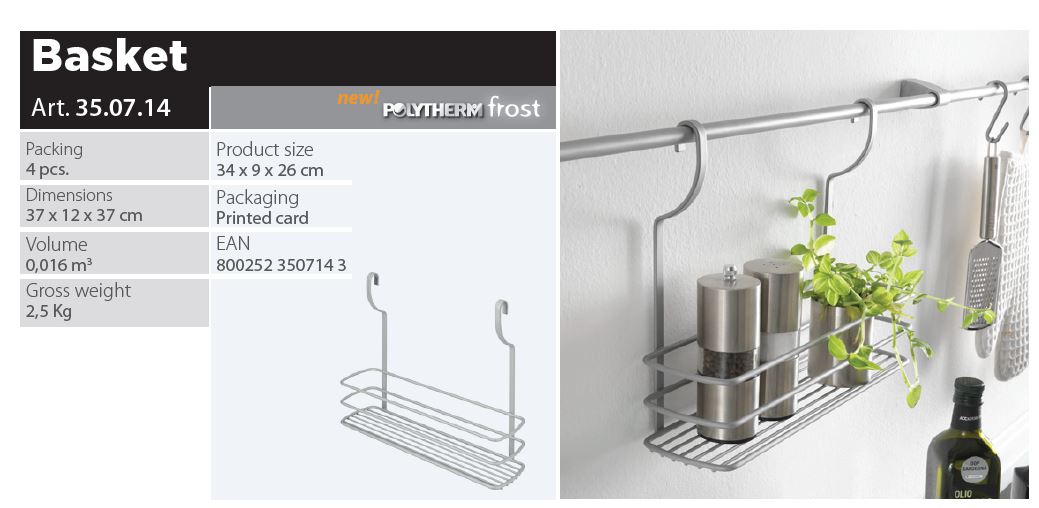 Basket
Art. 35.07.14
new! POLYTHERM frost
Packing
4 pcs.
Dimensions
37 x 12 x 37 cm
Volume
0,016 m³
Gross weight
2,5 Kg
Product size
34 x 9 x 26 cm
Packaging
Printed card
EAN
800252 350714 3
DOP
OLIO